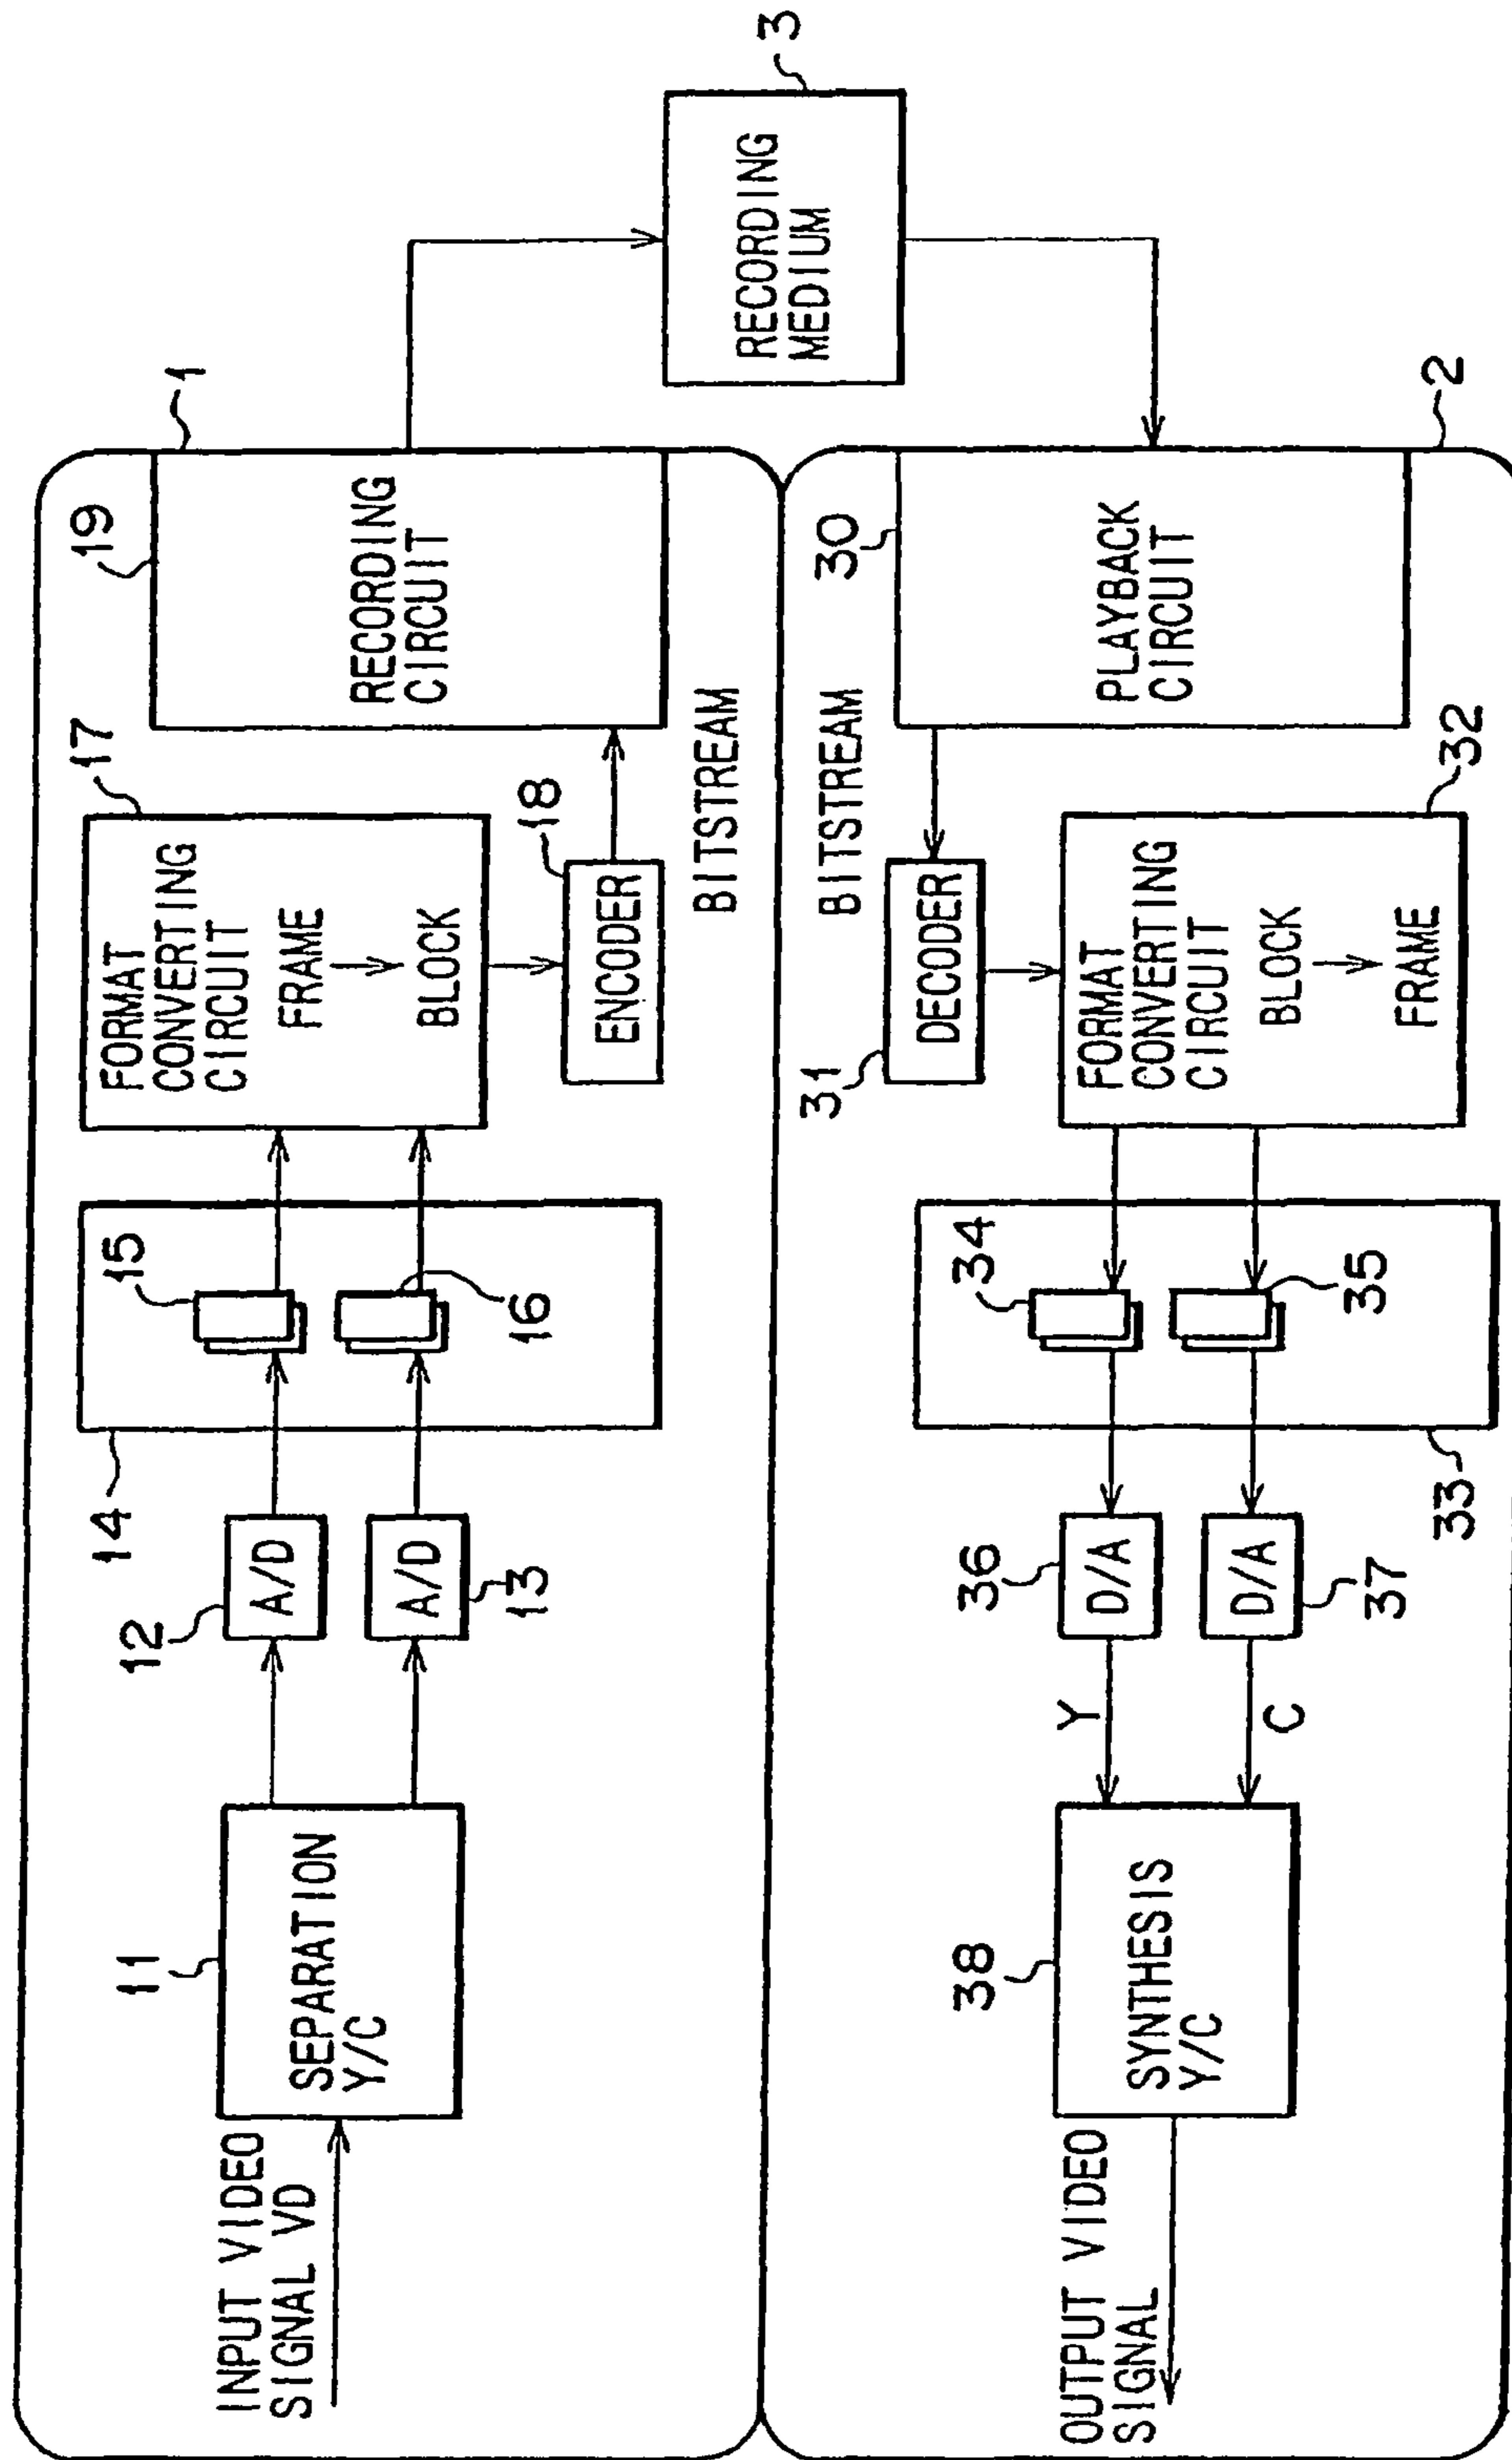 INPUT VIDEO
SIGNAL VD
11
SEPARATION
Y/C
12
A/D
A/D
13
14
15
16
17
FORMAT
CONVERTING
CIRCUIT
FRAME
BLOCK
18
ENCODER
BITSTREAM
19
RECORDING
CIRCUIT
1
3
RECORDING
MEDIUM
2
30
PLAYBACK
CIRCUIT
BITSTREAM
31
DECODER
32
FORMAT
CONVERTING
CIRCUIT
BLOCK
FRAME
34
35
33
36
D/A
D/A
37
Y
C
38
SYNTHESIS
Y/C
OUTPUT VIDEO
SIGNAL